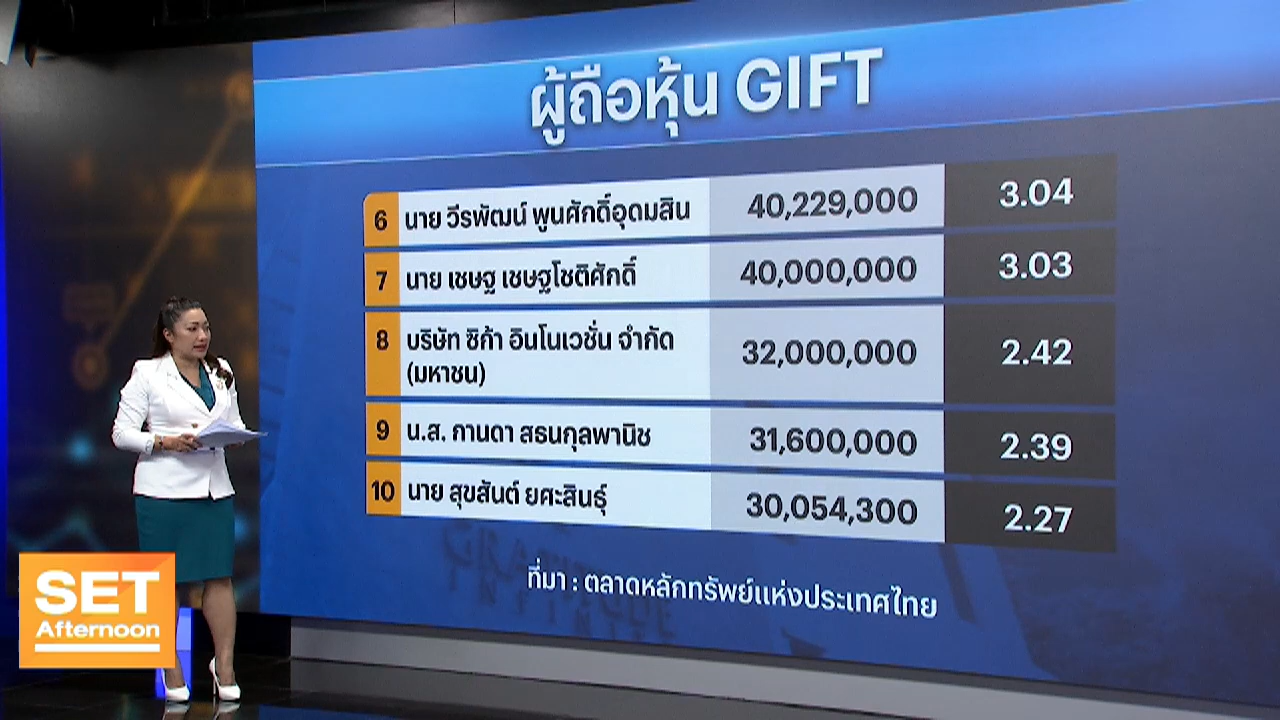 ผู้ถือหุ้น GIFT
6 นาย วีรพัฒน์ พูนศักดิ์อุดมสิน 40,229,000 3.04
7 นาย เชษฐ เชษฐโชติศักดิ์ 40,000,000 3.03
8 บริษัท ซิก้า อินโนเวชั่น จำกัด 32,000,000 2.42
(มหาชน)
9 น.ส. กานดา สธนกุลพานิช 31,600,000 2.39
10 นาย สุขสันต์ ยศะสินธุ์ 30,054,300 2.27
ที่มา : ตลาดหลักทรัพย์แห่งประเทศไทย
SET
Afternoon